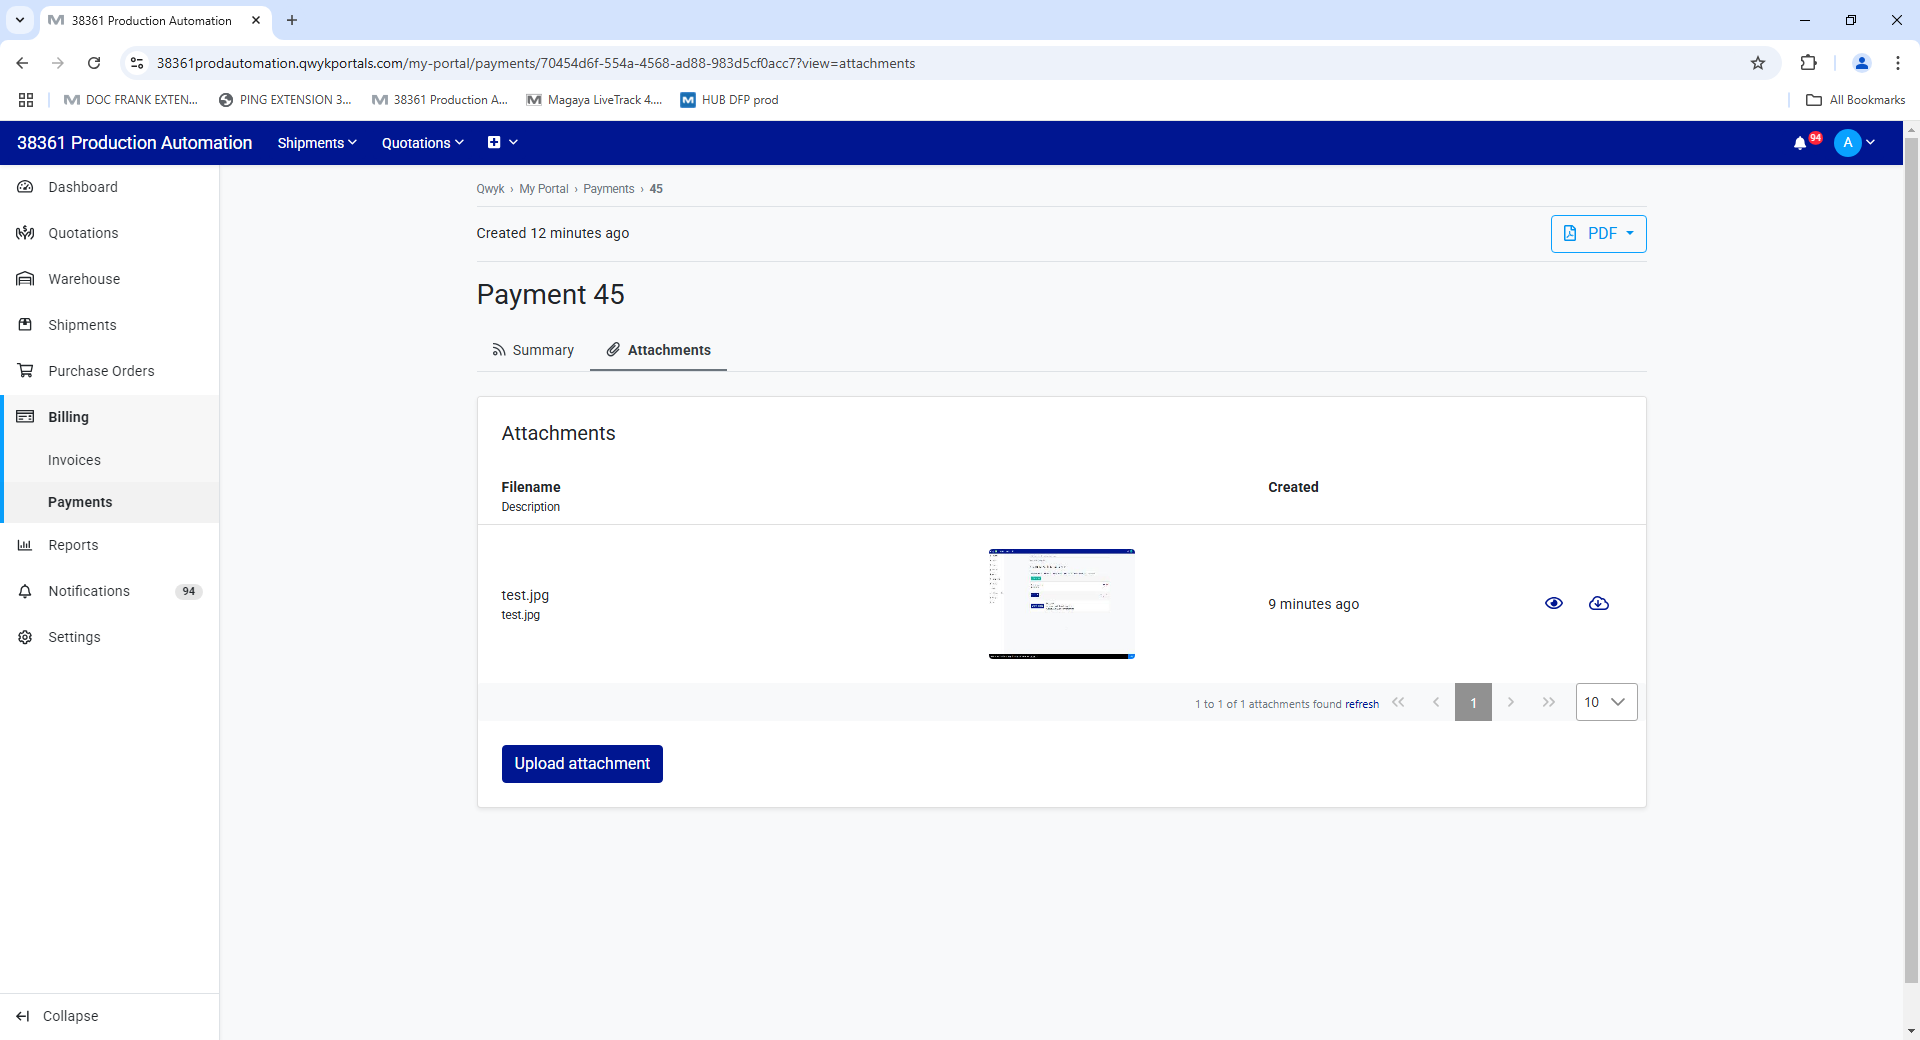 38361 Production Automation
38361prodautomation.qwykportals.com/my-portal/payments/70454d6f-554a-4568-ad88-983d5cf0acc7?view=attachments
DOC FRANK EXTEN...
PING EXTENSION 3...
38361 Production A...
Magaya LiveTrack 4....
HUB DFP prod
All Bookmarks
38361 Production Automation
Shipments
Quotations
94
A
Dashboard
Quotations
Warehouse
Shipments
Purchase Orders
Billing
Invoices
Payments
Reports
Notifications 94
Settings
Collapse
Qwyk › My Portal › Payments › 45
Created 12 minutes ago
PDF
Payment 45
Summary
Attachments
Attachments
Filename
Description
Created
test.jpg
test.jpg
9 minutes ago
1 to 1 of 1 attachments found refresh
1
10
Upload attachment